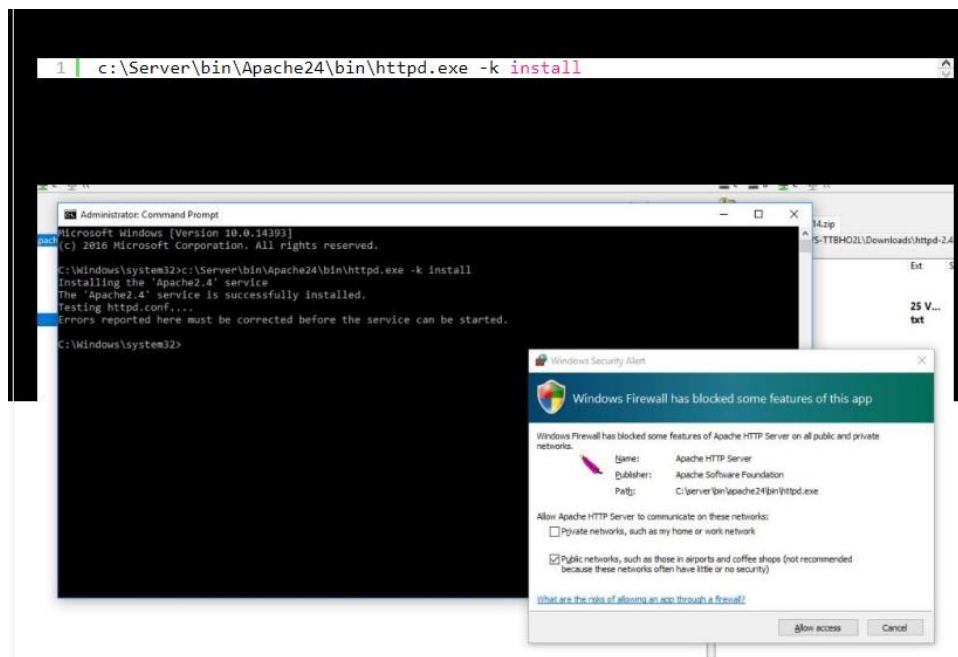 1 c:\Server\bin\Apache24\bin\httpd.exe -k install
Administrator: Command Prompt
14.zip
Microsoft Windows [Version 10.0.14393]
(c) 2016 Microsoft Corporation. All rights reserved.
S-TTBHO2L\Downloads\httpd-2.4
Ext S
C:\Windows\system32>c:\Server\bin\Apache24\bin\httpd.exe -k install
Installing the 'Apache2.4' service
The 'Apache2.4' service is successfully installed.
Testing httpd.conf....
Errors reported here must be corrected before the service can be started.
25 V...
txt
C:\Windows\system32>
Windows Security Alert
Windows Firewall has blocked some features of this app
Windows Firewall has blocked some features of Apache HTTP Server on all public and private
networks.
Name: Apache HTTP Server
Publisher: Apache Software Foundation
Path: C:\server\bin\apache24\bin\httpd.exe
Allow Apache HTTP Server to communicate on these networks:
Private networks, such as my home or work network
Public networks, such as those in airports and coffee shops (not recommended
because these networks often have little or no security)
What are the risks of allowing an app through a firewall?
Allow access Cancel